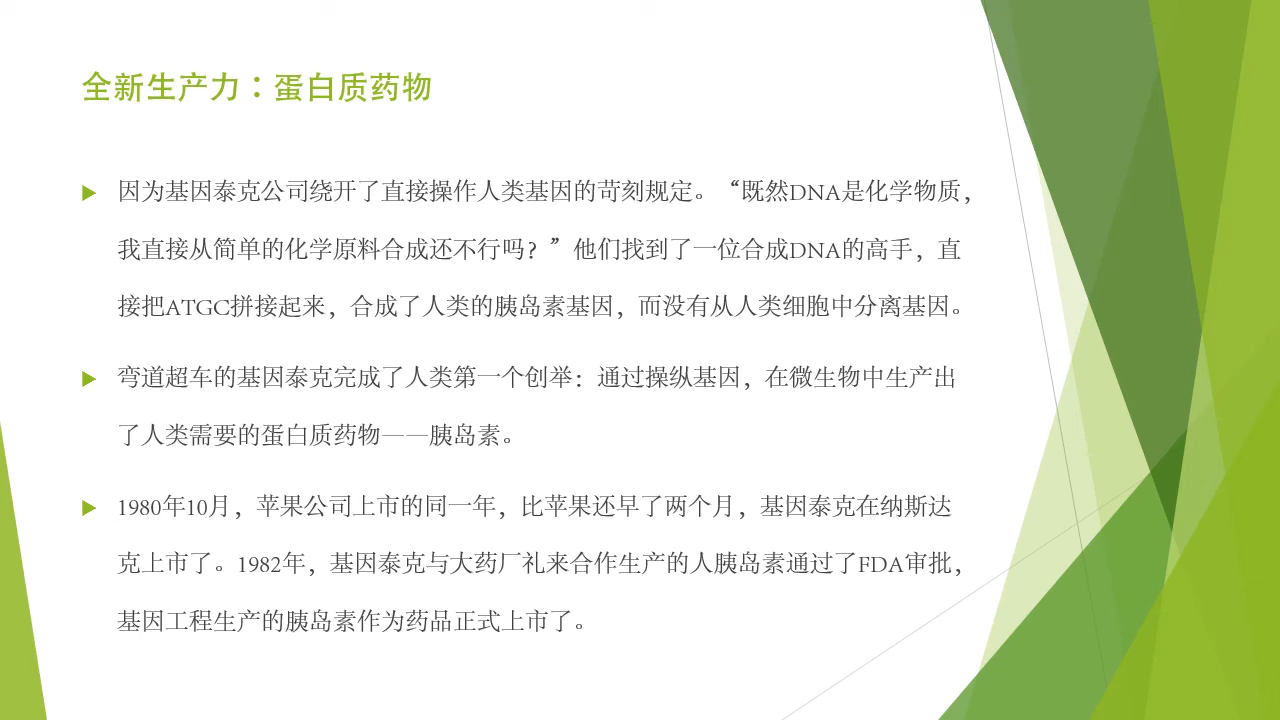 全新生产力：蛋白质药物
因为基因泰克公司绕开了直接操作人类基因的苛刻规定。“既然DNA是化学物质，
我直接从简单的化学原料合成还不行吗？”他们找到了一位合成DNA的高手，直
接把ATGC拼接起来，合成了人类的胰岛素基因，而没有从人类细胞中分离基因。
弯道超车的基因泰克完成了人类第一个创举：通过操纵基因，在微生物中生产出
了人类需要的蛋白质药物——胰岛素。
1980年10月，苹果公司上市的同一年，比苹果还早了两个月，基因泰克在纳斯达
克上市了。1982年，基因泰克与大药厂礼来合作生产的人胰岛素通过了FDA审批，
基因工程生产的胰岛素作为药品正式上市了。